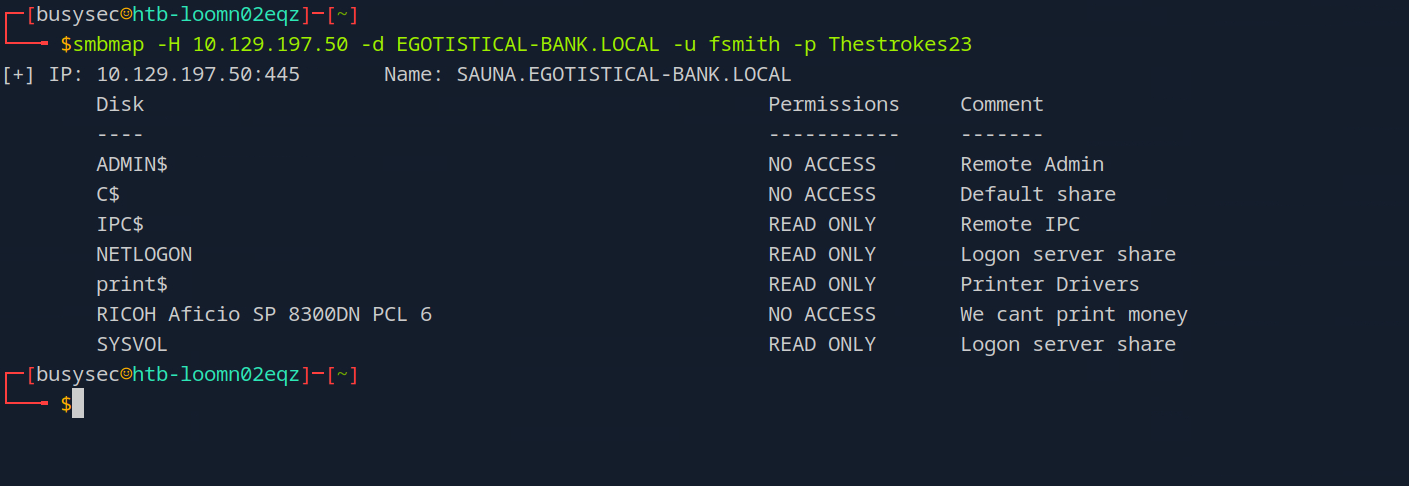 ┌─[busysec☺htb-loomn02eqz]─[~]
└──╼ $smbmap -H 10.129.197.50 -d EGOTISTICAL-BANK.LOCAL -u fsmith -p Thestrokes23
[+] IP: 10.129.197.50:445 Name: SAUNA.EGOTISTICAL-BANK.LOCAL
Disk Permissions Comment
---- ----------- -------
ADMIN$ NO ACCESS Remote Admin
C$ NO ACCESS Default share
IPC$ READ ONLY Remote IPC
NETLOGON READ ONLY Logon server share
print$ READ ONLY Printer Drivers
RICOH Aficio SP 8300DN PCL 6 NO ACCESS We cant print money
SYSVOL READ ONLY Logon server share
┌─[busysec☺htb-loomn02eqz]─[~]
└──╼ $